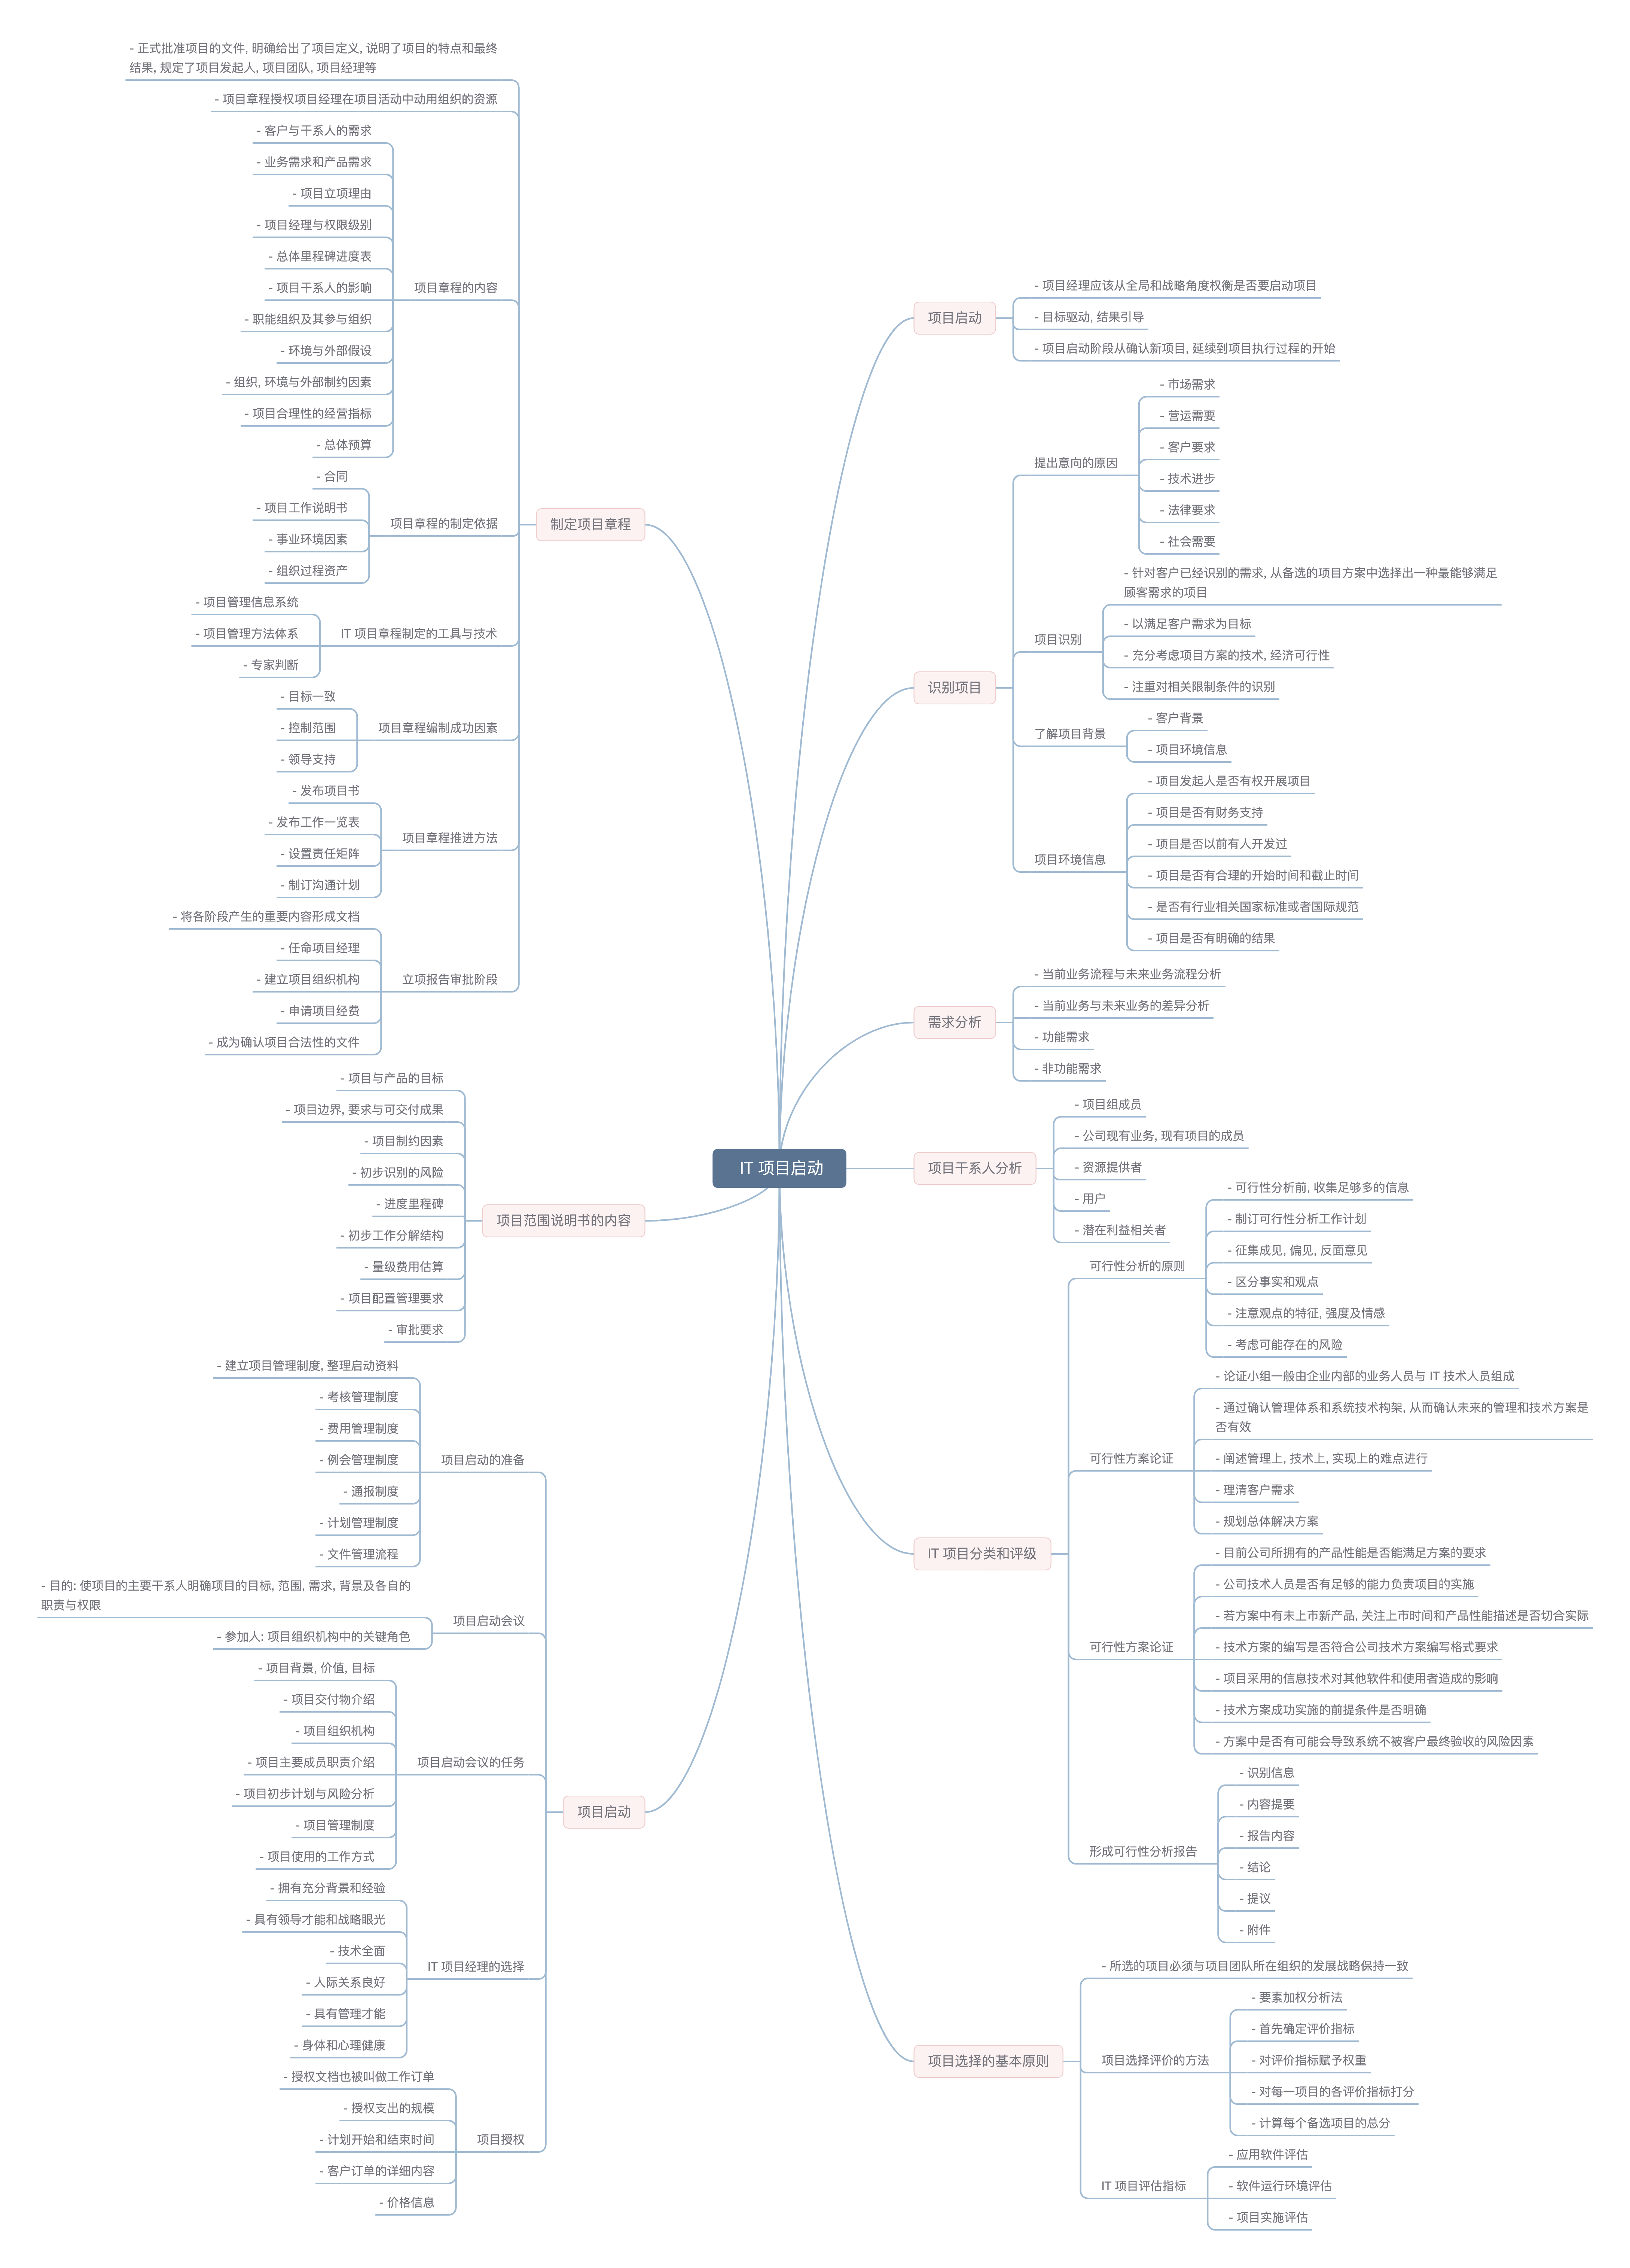 IT 项目启动
项目启动
- 项目经理应该从全局和战略角度权衡是否要启动项目
- 目标驱动, 结果引导
- 项目启动阶段从确认新项目, 延续到项目执行过程的开始
识别项目
提出意向的原因
- 市场需求
- 营运需要
- 客户要求
- 技术进步
- 法律要求
- 社会需要
项目识别
- 针对客户已经识别的需求, 从备选的项目方案中选择出一种最能够满足
顾客需求的项目
- 以满足客户需求为目标
- 充分考虑项目方案的技术, 经济可行性
- 注重对相关限制条件的识别
了解项目背景
- 客户背景
- 项目环境信息
项目环境信息
- 项目发起人是否有权开展项目
- 项目是否有财务支持
- 项目是否以前有人开发过
- 项目是否有合理的开始时间和截止时间
- 是否有行业相关国家标准或者国际规范
- 项目是否有明确的结果
需求分析
- 当前业务流程与未来业务流程分析
- 当前业务与未来业务的差异分析
- 功能需求
- 非功能需求
项目干系人分析
- 项目组成员
- 公司现有业务, 现有项目的成员
- 资源提供者
- 用户
- 潜在利益相关者
IT 项目分类和评级
可行性分析的原则
- 可行性分析前, 收集足够多的信息
- 制订可行性分析工作计划
- 征集成见, 偏见, 反面意见
- 区分事实和观点
- 注意观点的特征, 强度及情感
- 考虑可能存在的风险
可行性方案论证
- 论证小组一般由企业内部的业务人员与 IT 技术人员组成
- 通过确认管理体系和系统技术构架, 从而确认未来的管理和技术方案是
否有效
- 阐述管理上, 技术上, 实现上的难点进行
- 理清客户需求
- 规划总体解决方案
可行性方案论证
- 目前公司所拥有的产品性能是否能满足方案的要求
- 公司技术人员是否有足够的能力负责项目的实施
- 若方案中有未上市新产品, 关注上市时间和产品性能描述是否切合实际
- 技术方案的编写是否符合公司技术方案编写格式要求
- 项目采用的信息技术对其他软件和使用者造成的影响
- 技术方案成功实施的前提条件是否明确
- 方案中是否有可能会导致系统不被客户最终验收的风险因素
形成可行性分析报告
- 识别信息
- 内容提要
- 报告内容
- 结论
- 提议
- 附件
项目选择的基本原则
- 所选的项目必须与项目团队所在组织的发展战略保持一致
项目选择评价的方法
- 要素加权分析法
- 首先确定评价指标
- 对评价指标赋予权重
- 对每一项目的各评价指标打分
- 计算每个备选项目的总分
IT 项目评估指标
- 应用软件评估
- 软件运行环境评估
- 项目实施评估
制定项目章程
- 正式批准项目的文件, 明确给出了项目定义, 说明了项目的特点和最终
结果, 规定了项目发起人, 项目团队, 项目经理等
- 项目章程授权项目经理在项目活动中动用组织的资源
项目章程的内容
- 客户与干系人的需求
- 业务需求和产品需求
- 项目立项理由
- 项目经理与权限级别
- 总体里程碑进度表
- 项目干系人的影响
- 职能组织及其参与组织
- 环境与外部假设
- 组织, 环境与外部制约因素
- 项目合理性的经营指标
- 总体预算
项目章程的制定依据
- 合同
- 项目工作说明书
- 事业环境因素
- 组织过程资产
IT 项目章程制定的工具与技术
- 项目管理信息系统
- 项目管理方法体系
- 专家判断
项目章程编制成功因素
- 目标一致
- 控制范围
- 领导支持
项目章程推进方法
- 发布项目书
- 发布工作一览表
- 设置责任矩阵
- 制订沟通计划
立项报告审批阶段
- 将各阶段产生的重要内容形成文档
- 任命项目经理
- 建立项目组织机构
- 申请项目经费
- 成为确认项目合法性的文件
项目范围说明书的内容
- 项目与产品的目标
- 项目边界, 要求与可交付成果
- 项目制约因素
- 初步识别的风险
- 进度里程碑
- 初步工作分解结构
- 量级费用估算
- 项目配置管理要求
- 审批要求
项目启动
项目启动的准备
- 建立项目管理制度, 整理启动资料
- 考核管理制度
- 费用管理制度
- 例会管理制度
- 通报制度
- 计划管理制度
- 文件管理流程
项目启动会议
- 目的: 使项目的主要干系人明确项目的目标, 范围, 需求, 背景及各自的
职责与权限
- 参加人: 项目组织机构中的关键角色
项目启动会议的任务
- 项目背景, 价值, 目标
- 项目交付物介绍
- 项目组织机构
- 项目主要成员职责介绍
- 项目初步计划与风险分析
- 项目管理制度
- 项目使用的工作方式
IT 项目经理的选择
- 拥有充分背景和经验
- 具有领导才能和战略眼光
- 技术全面
- 人际关系良好
- 具有管理才能
- 身体和心理健康
项目授权
- 授权文档也被叫做工作订单
- 授权支出的规模
- 计划开始和结束时间
- 客户订单的详细内容
- 价格信息